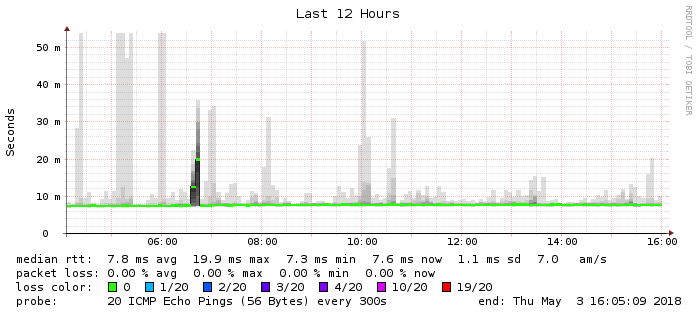 Last 12 Hours
RRDTOOL / TOBI OETIKER
Seconds
50 m
40 m
30 m
20 m
10 m
0
06:00 08:00 10:00 12:00 14:00 16:00
median rtt: 7.8 ms avg 19.9 ms max 7.3 ms min 7.6 ms now 1.1 ms sd 7.0 am/s
packet loss: 0.00 % avg 0.00 % max 0.00 % min 0.00 % now
loss color: 0 1/20 2/20 3/20 4/20 10/20 19/20
probe: 20 ICMP Echo Pings (56 Bytes) every 300s end: Thu May 3 16:05:09 2018